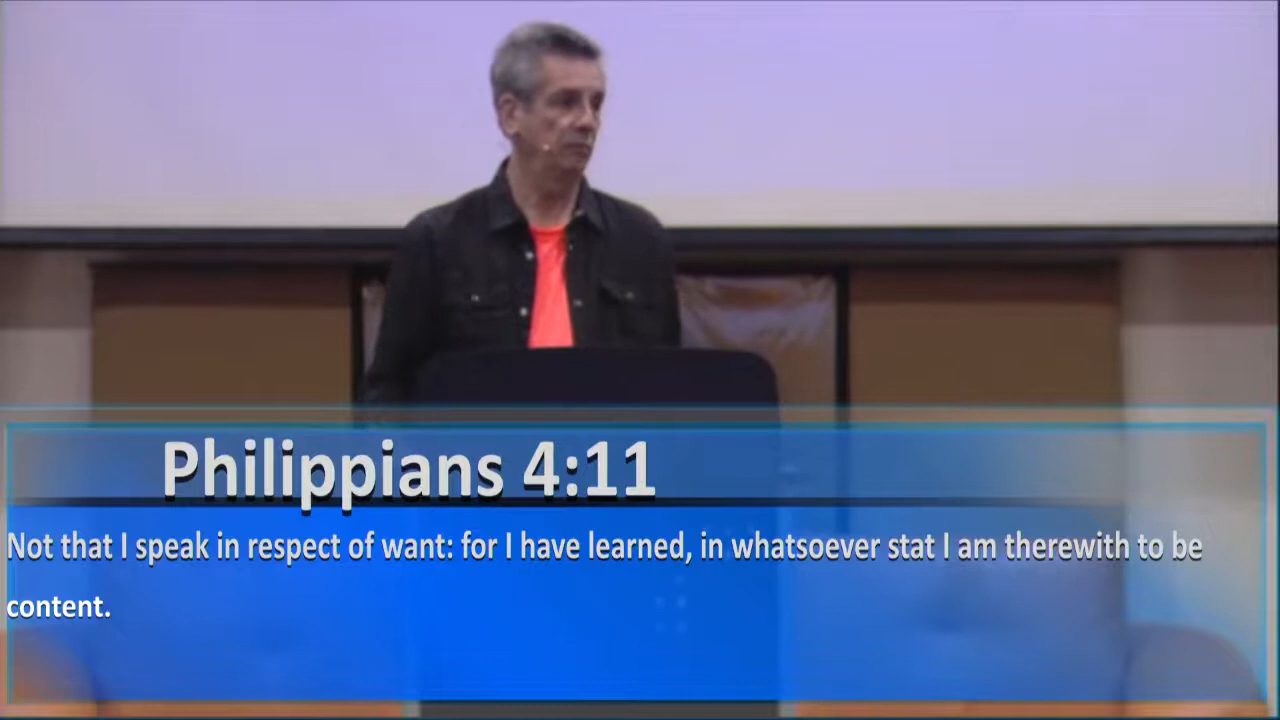 Philippians 4:11
Not that I speak in respect of want: for I have learned, in whatsoever stat I am therewith to be
content.